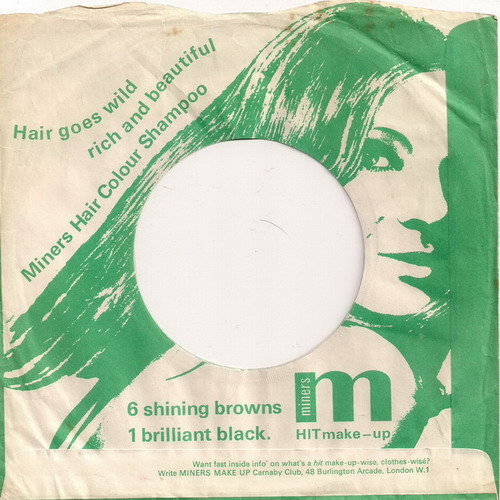 Hair goes wild
rich and beautiful
Miners Hair Colour Shampoo
6 shining browns
1 brilliant black.
miners
m
HIT make-up
Want fast inside info' on what's a hit make-up-wise, clothes-wise?
Write MINERS MAKE UP Carnaby Club, 48 Burlington Arcade, London W.1